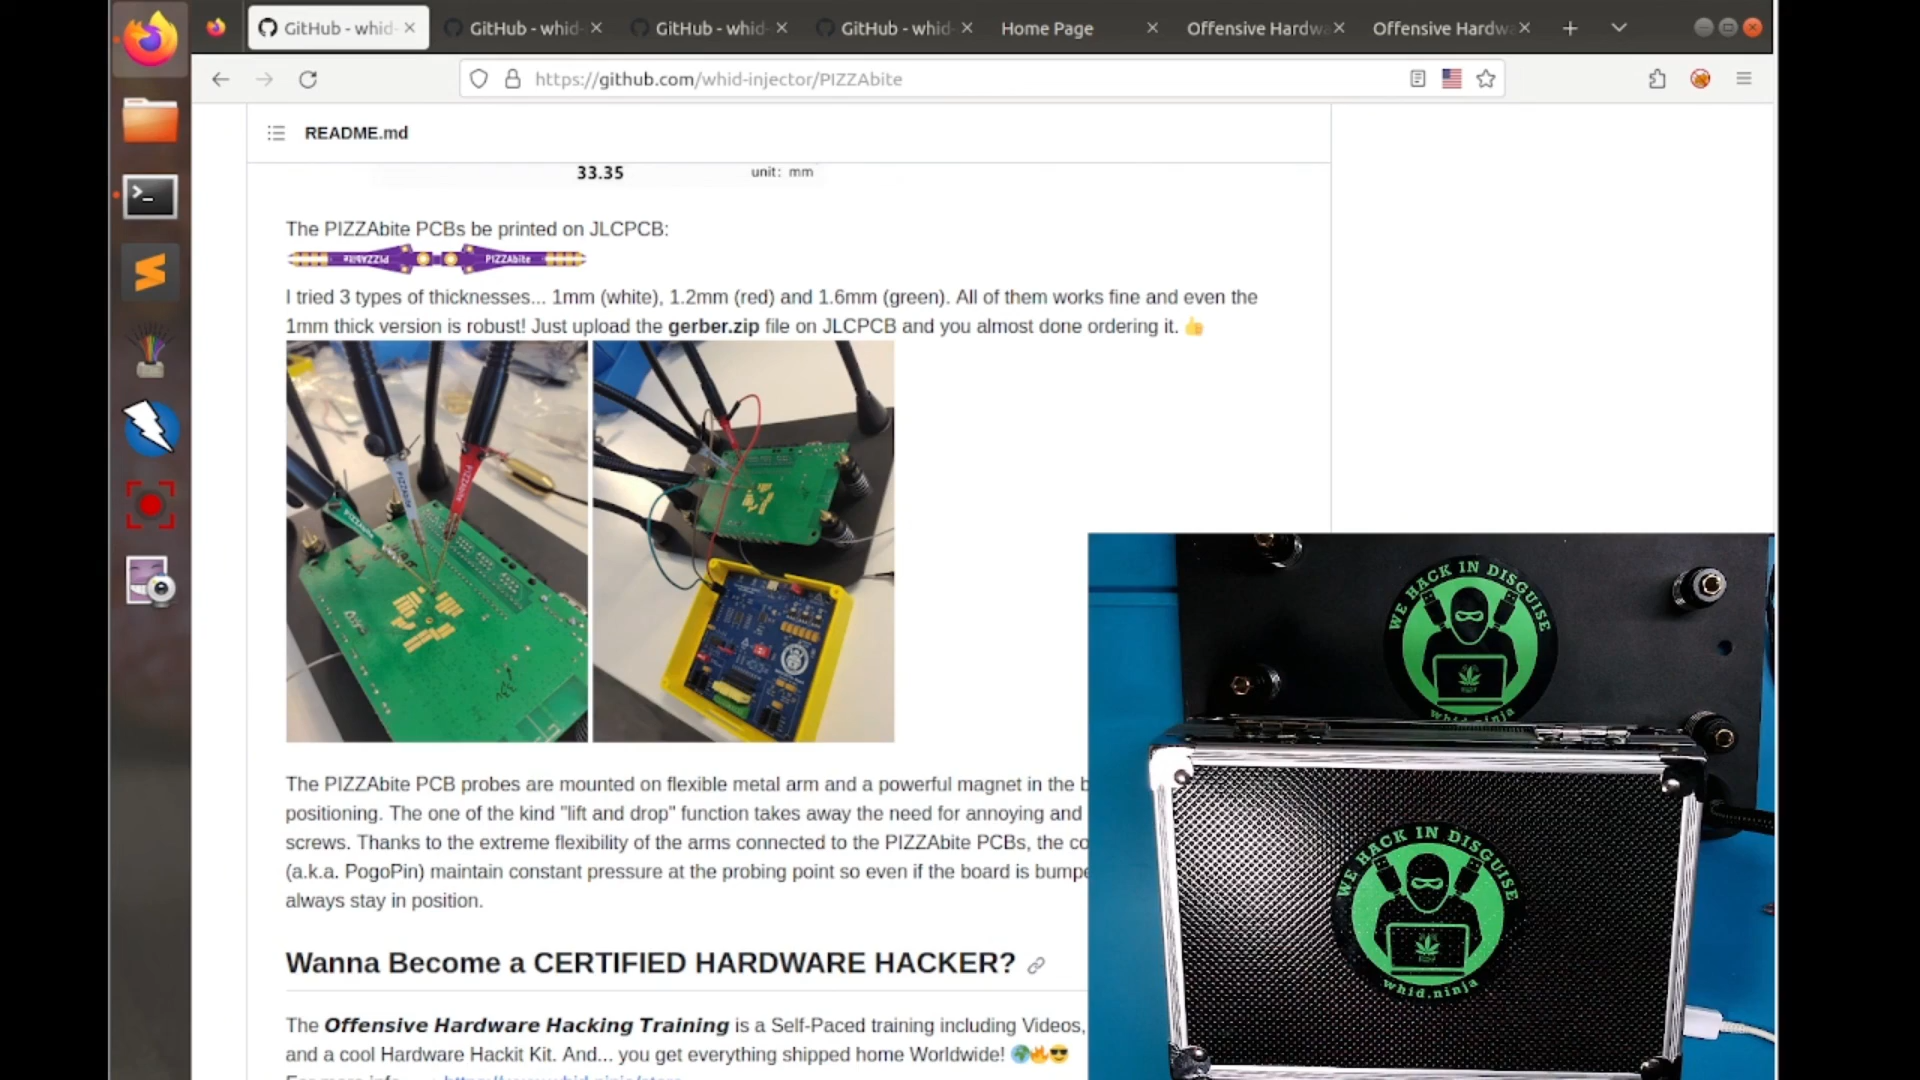 GitHub - whid-
GitHub - whid-
GitHub - whid-
GitHub - whid-
Home Page
Offensive Hardw
Offensive Hardw
https://github.com/whid-injector/PIZZAbite
README.md
33.35
unit: mm
The PIZZAbite PCBs be printed on JLCPCB:
PIZZAbite
PIZZAbite
I tried 3 types of thicknesses... 1mm (white), 1.2mm (red) and 1.6mm (green). All of them works fine and even the
1mm thick version is robust! Just upload the gerber.zip file on JLCPCB and you almost done ordering it. 👍
PIZZAbite
PIZZAbite
PIZZAbite
The PIZZAbite PCB probes are mounted on flexible metal arm and a powerful magnet in the b
positioning. The one of the kind "lift and drop" function takes away the need for annoying and
screws. Thanks to the extreme flexibility of the arms connected to the PIZZAbite PCBs, the co
(a.k.a. PogoPin) maintain constant pressure at the probing point so even if the board is bumpe
always stay in position.
Wanna Become a CERTIFIED HARDWARE HACKER?
The Offensive Hardware Hacking Training is a Self-Paced training including Videos,
and a cool Hardware Hackit Kit. And... you get everything shipped home Worldwide! 🌍🔥😎
WE HACK IN DISGUISE
whid.ninja
WE HACK IN DISGUISE
whid.ninja